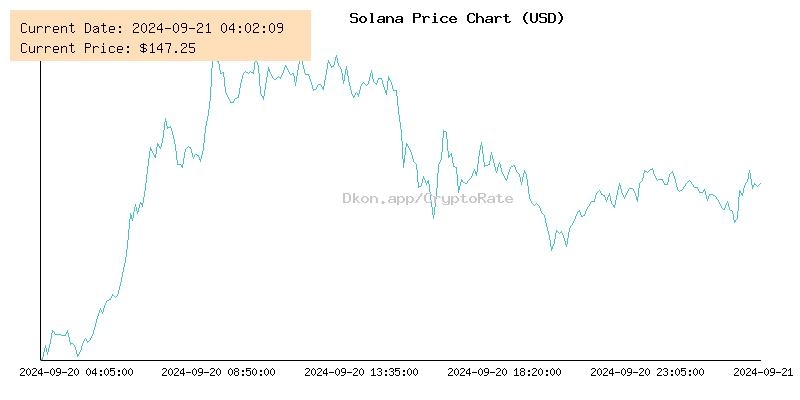 Solana Price Chart (USD)
Current Date: 2024-09-21 04:02:09
Current Price: $147.25
Dkon.app/CryptoRate
2024-09-20 04:05:00 2024-09-20 08:50:00 2024-09-20 13:35:00 2024-09-20 18:20:00 2024-09-20 23:05:00 2024-09-21